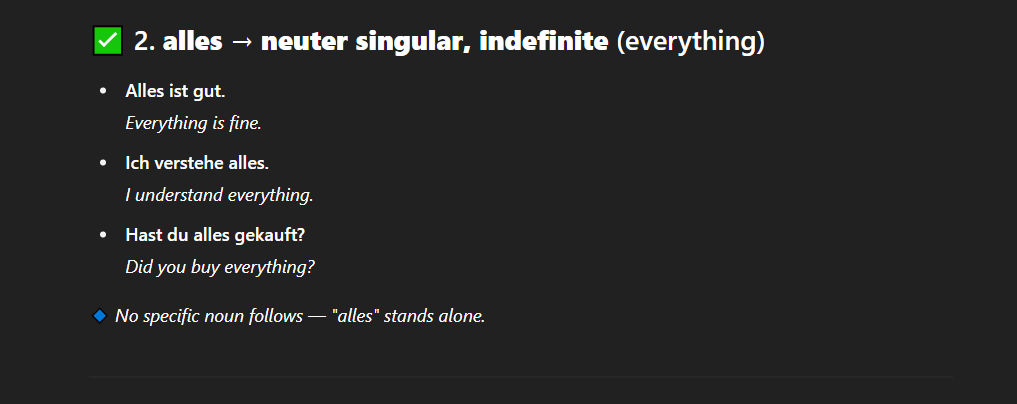 ✅ 2. alles → neuter singular, indefinite (everything)
• Alles ist gut.
Everything is fine.
• Ich verstehe alles.
I understand everything.
• Hast du alles gekauft?
Did you buy everything?
🔹 No specific noun follows — "alles" stands alone.